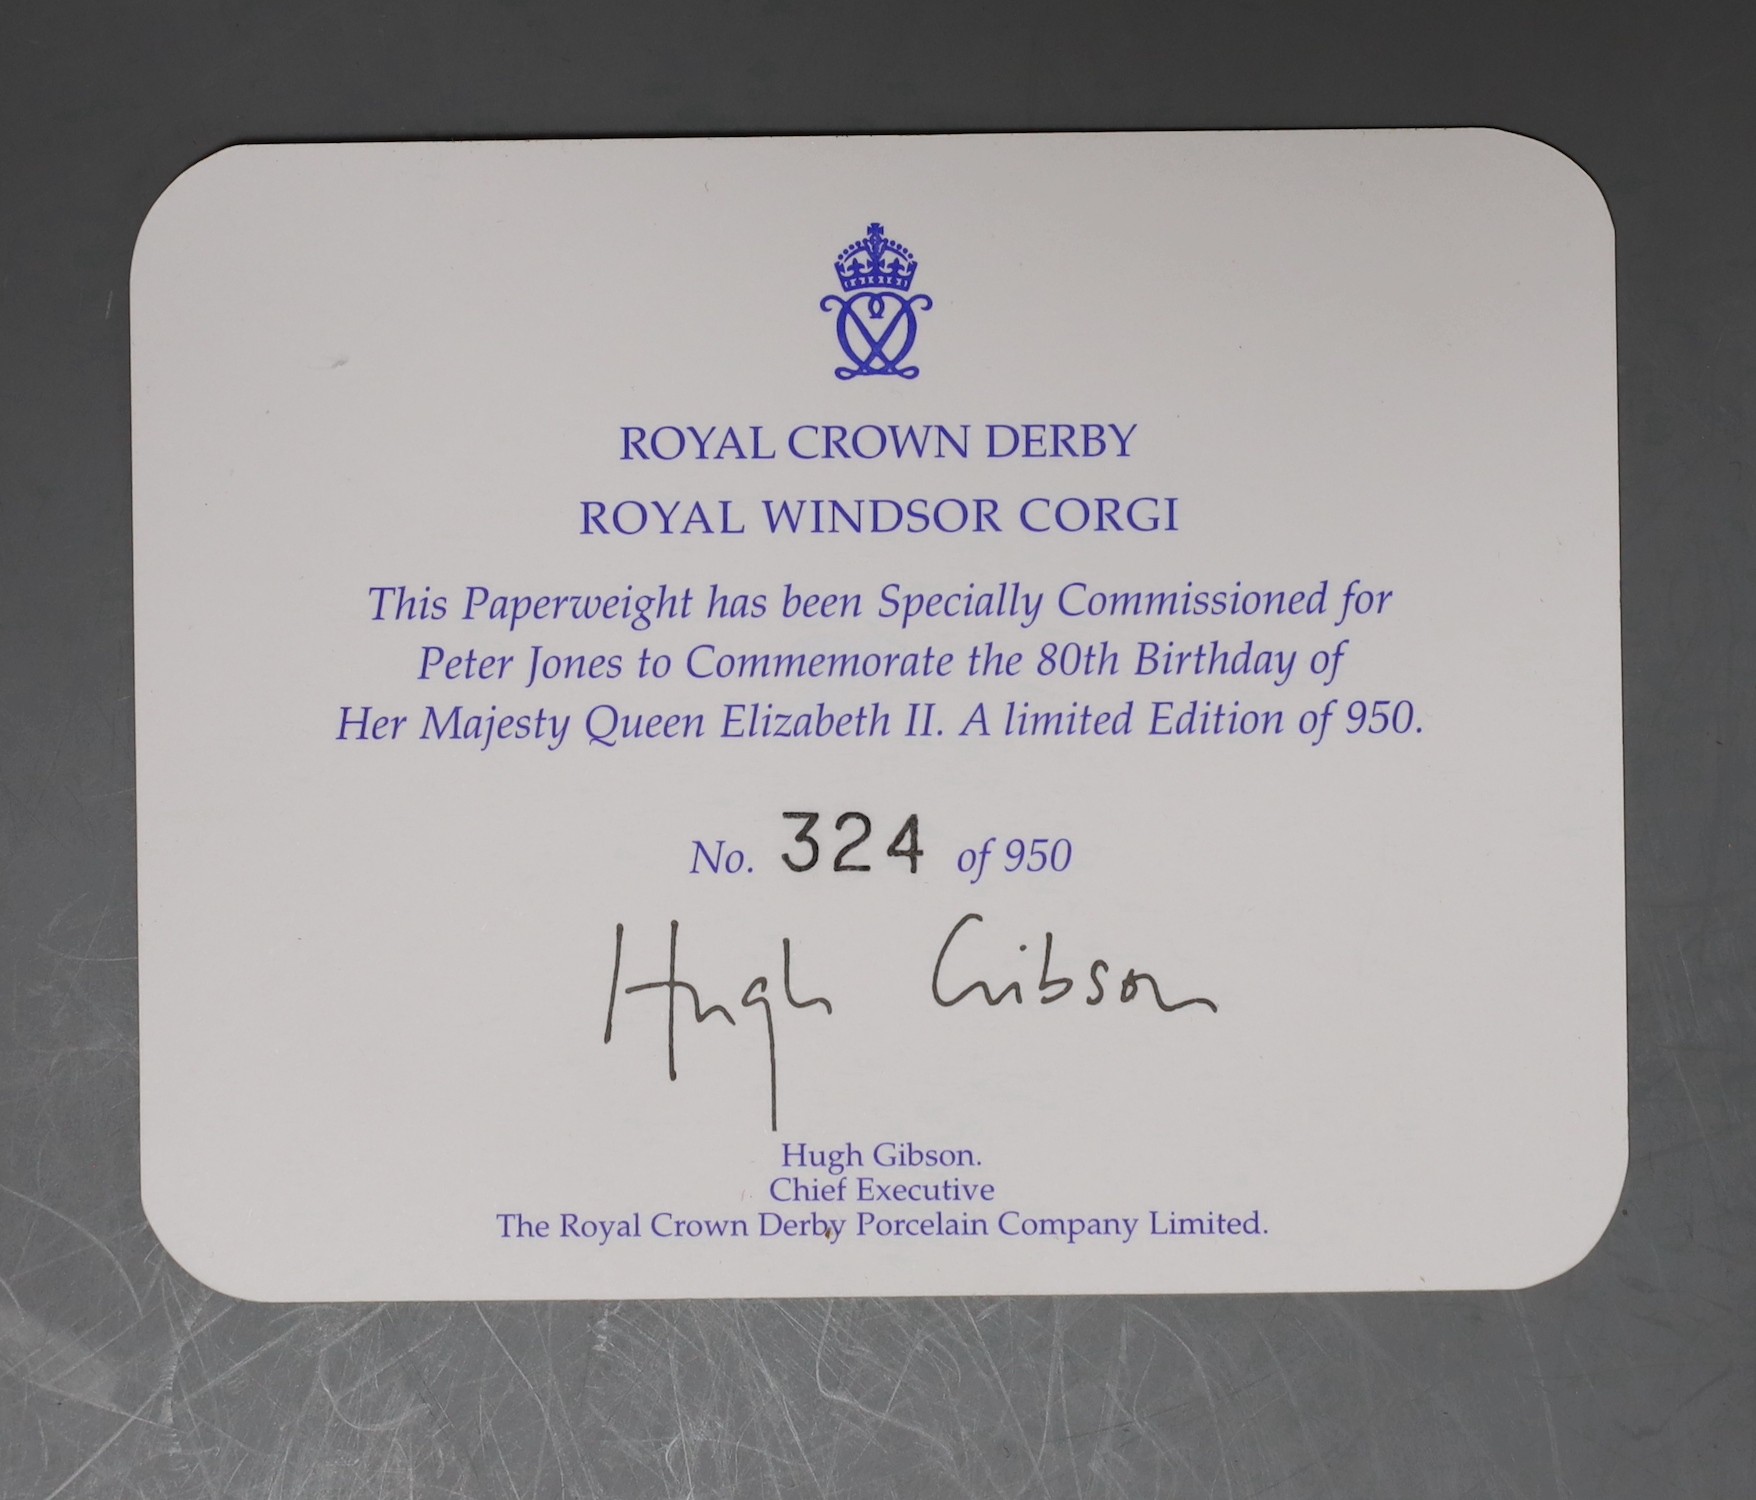 ROYAL CROWN DERBY
ROYAL WINDSOR CORGI
This Paperweight has been Specially Commissioned for
Peter Jones to Commemorate the 80th Birthday of
Her Majesty Queen Elizabeth II. A limited Edition of 950.
No. 324 of 950
Hugh Gibson
Hugh Gibson.
Chief Executive
The Royal Crown Derby Porcelain Company Limited.